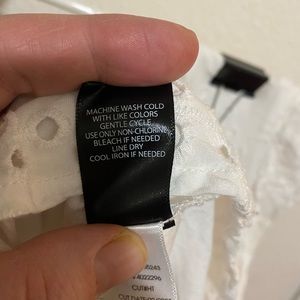 MACHINE WASH COLD
WITH LIKE COLORS
GENTLE CYCLE
USE ONLY NON-CHLORINE
BLEACH IF NEEDED
LINE DRY
COOL IRON IF NEEDED